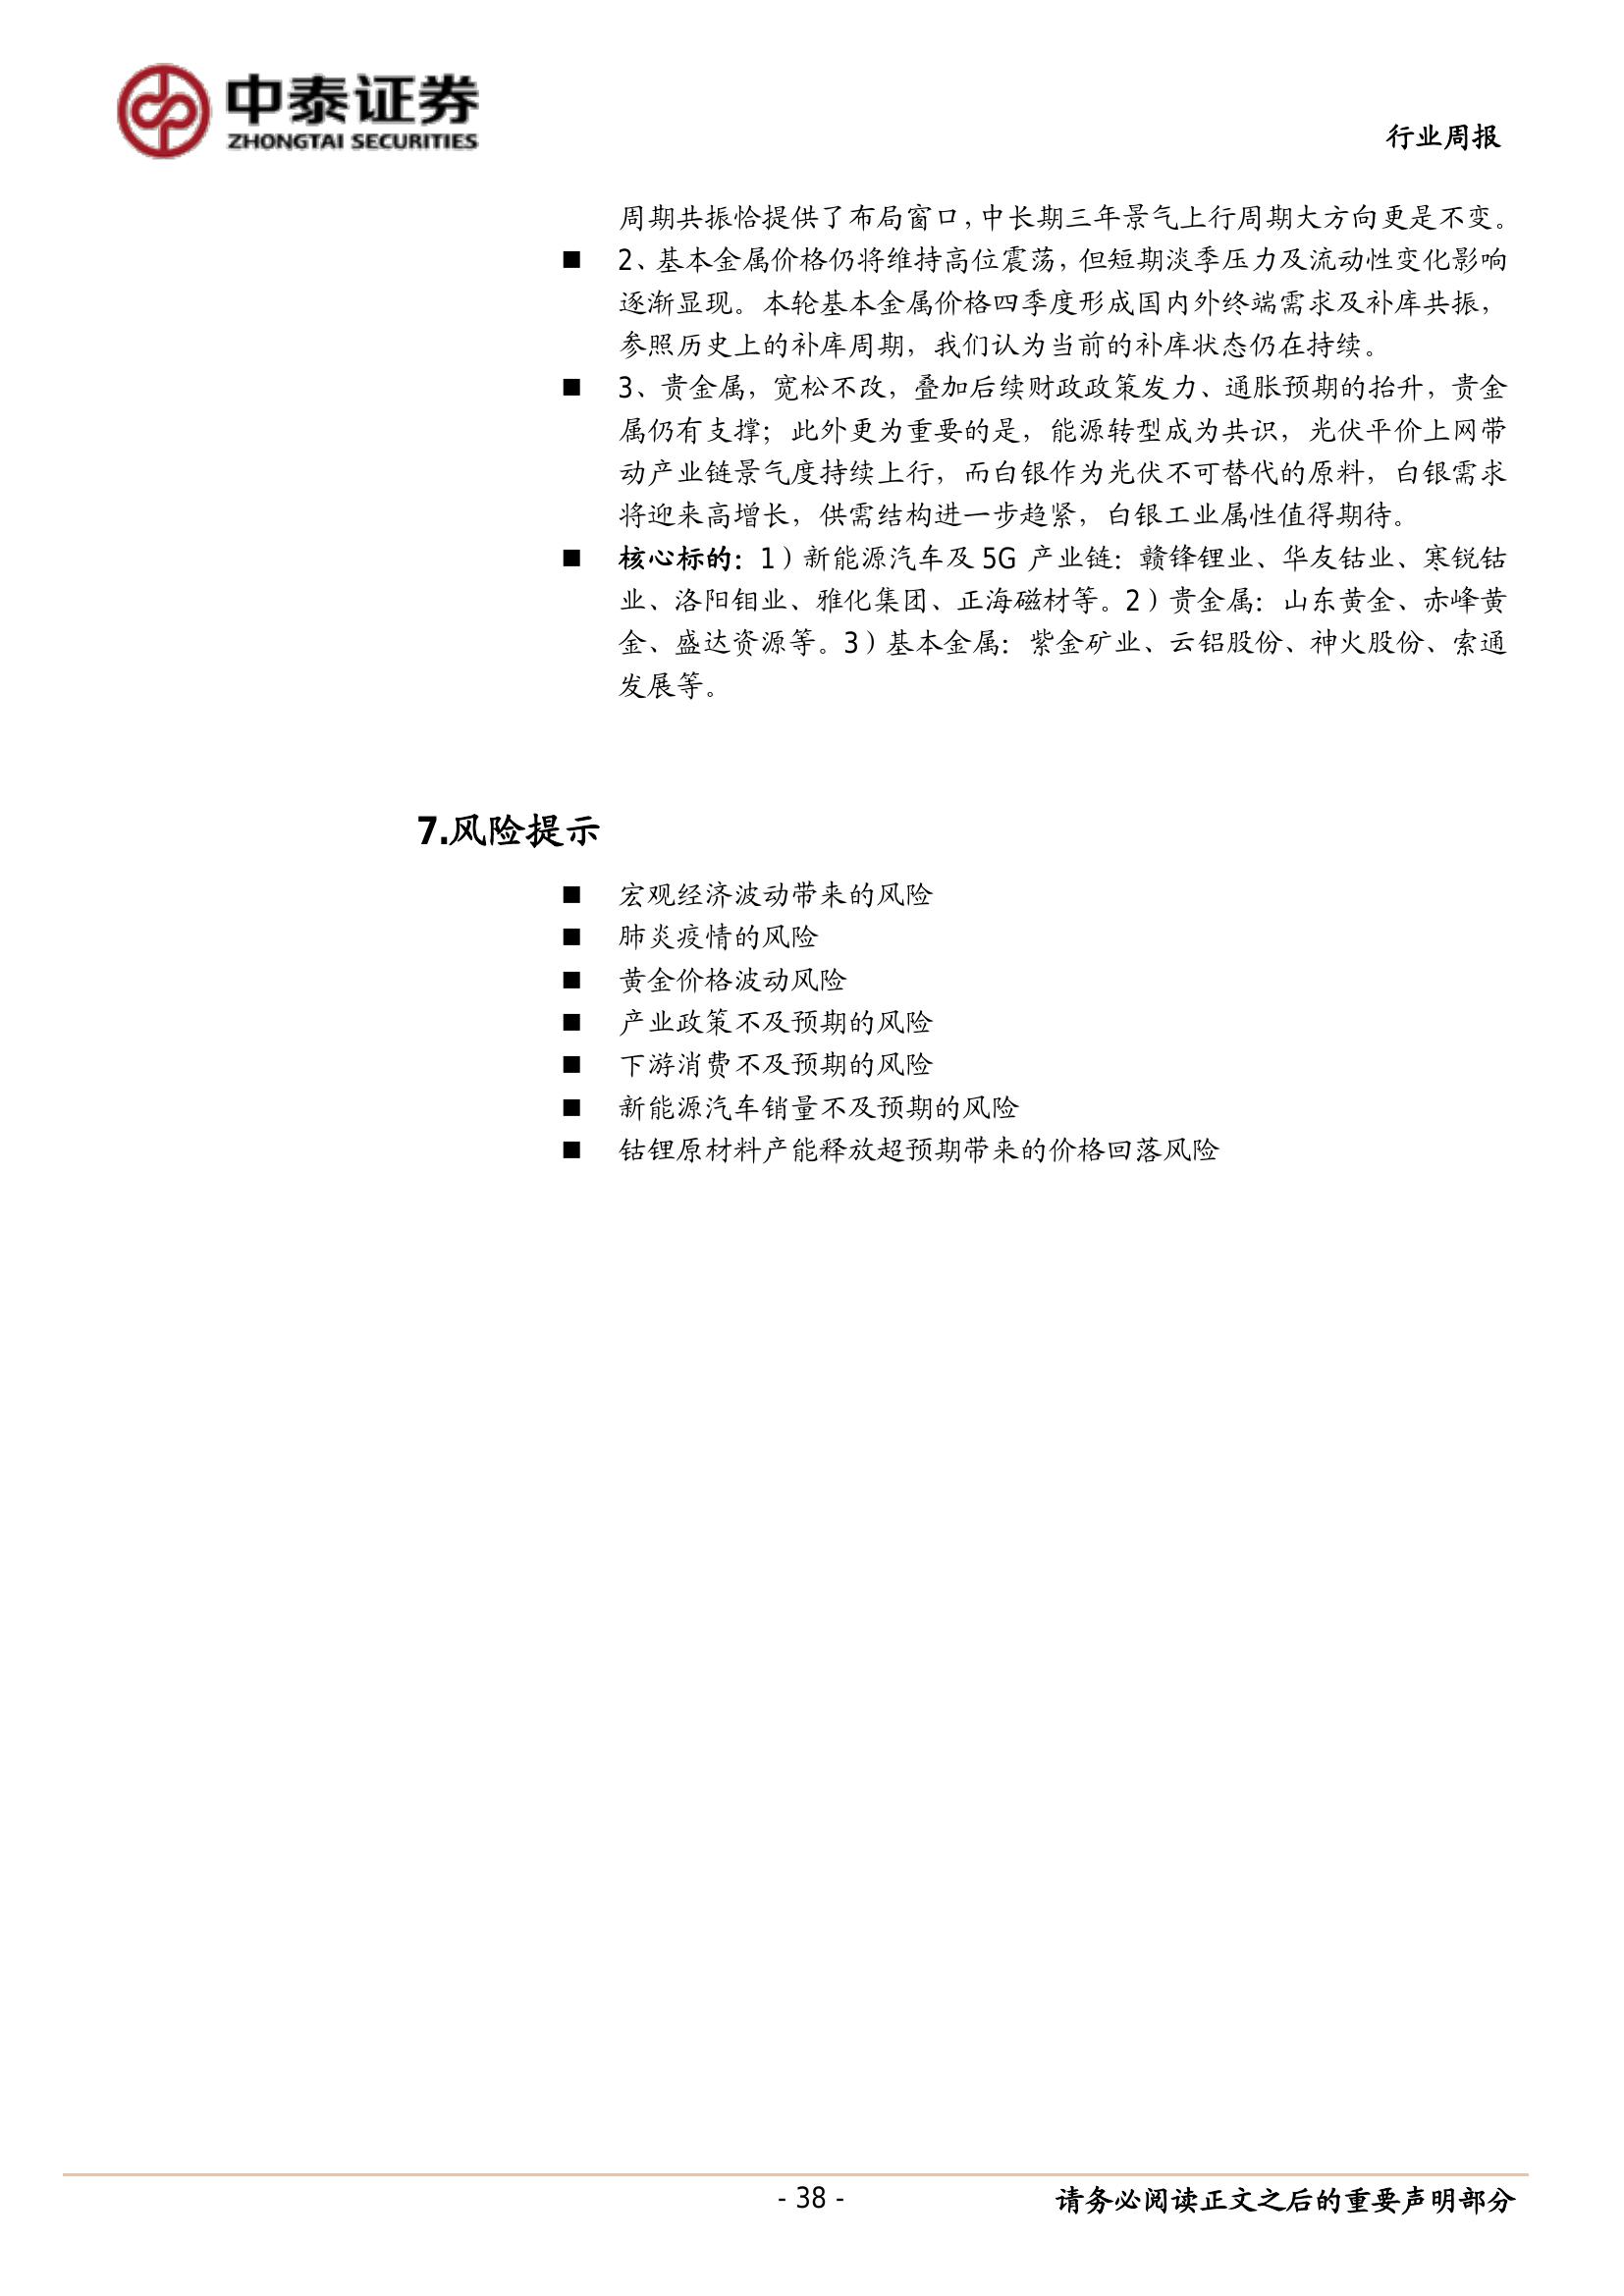 中泰证券
ZHONGTAI SECURITIES
行业周报
周期共振恰提供了布局窗口，中长期三年景气上行周期大方向更是不变。
■ 2、基本金属价格仍将维持高位震荡，但短期淡季压力及流动性变化影响
逐渐显现。本轮基本金属价格四季度形成国内外终端需求及补库共振，
参照历史上的补库周期，我们认为当前的补库状态仍在持续。
■ 3、贵金属，宽松不改，叠加后续财政政策发力、通胀预期的抬升，贵金
属仍有支撑；此外更为重要的是，能源转型成为共识，光伏平价上网带
动产业链景气度持续上行，而白银作为光伏不可替代的原料，白银需求
将迎来高增长，供需结构进一步趋紧，白银工业属性值得期待。
■ 核心标的：1）新能源汽车及 5G 产业链：赣锋锂业、华友钴业、寒锐钴
业、洛阳钼业、雅化集团、正海磁材等。2）贵金属：山东黄金、赤峰黄
金、盛达资源等。3）基本金属：紫金矿业、云铝股份、神火股份、索通
发展等。
7.风险提示
■ 宏观经济波动带来的风险
■ 肺炎疫情的风险
■ 黄金价格波动风险
■ 产业政策不及预期的风险
■ 下游消费不及预期的风险
■ 新能源汽车销量不及预期的风险
■ 钴锂原材料产能释放超预期带来的价格回落风险
- 38 -
请务必阅读正文之后的重要声明部分